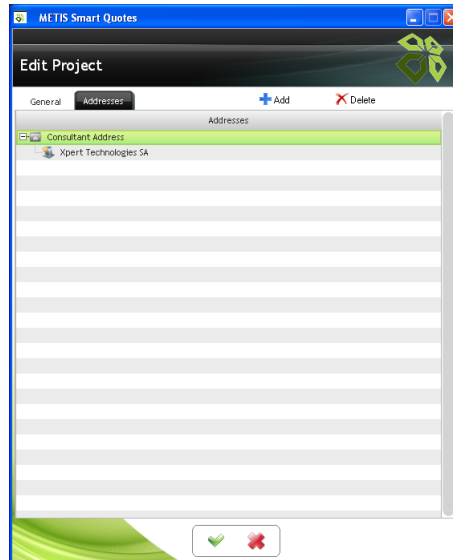 METIS Smart Quotes
Edit Project
General Addresses Add Delete
Addresses
Consultant Address
Xpert Technologies SA